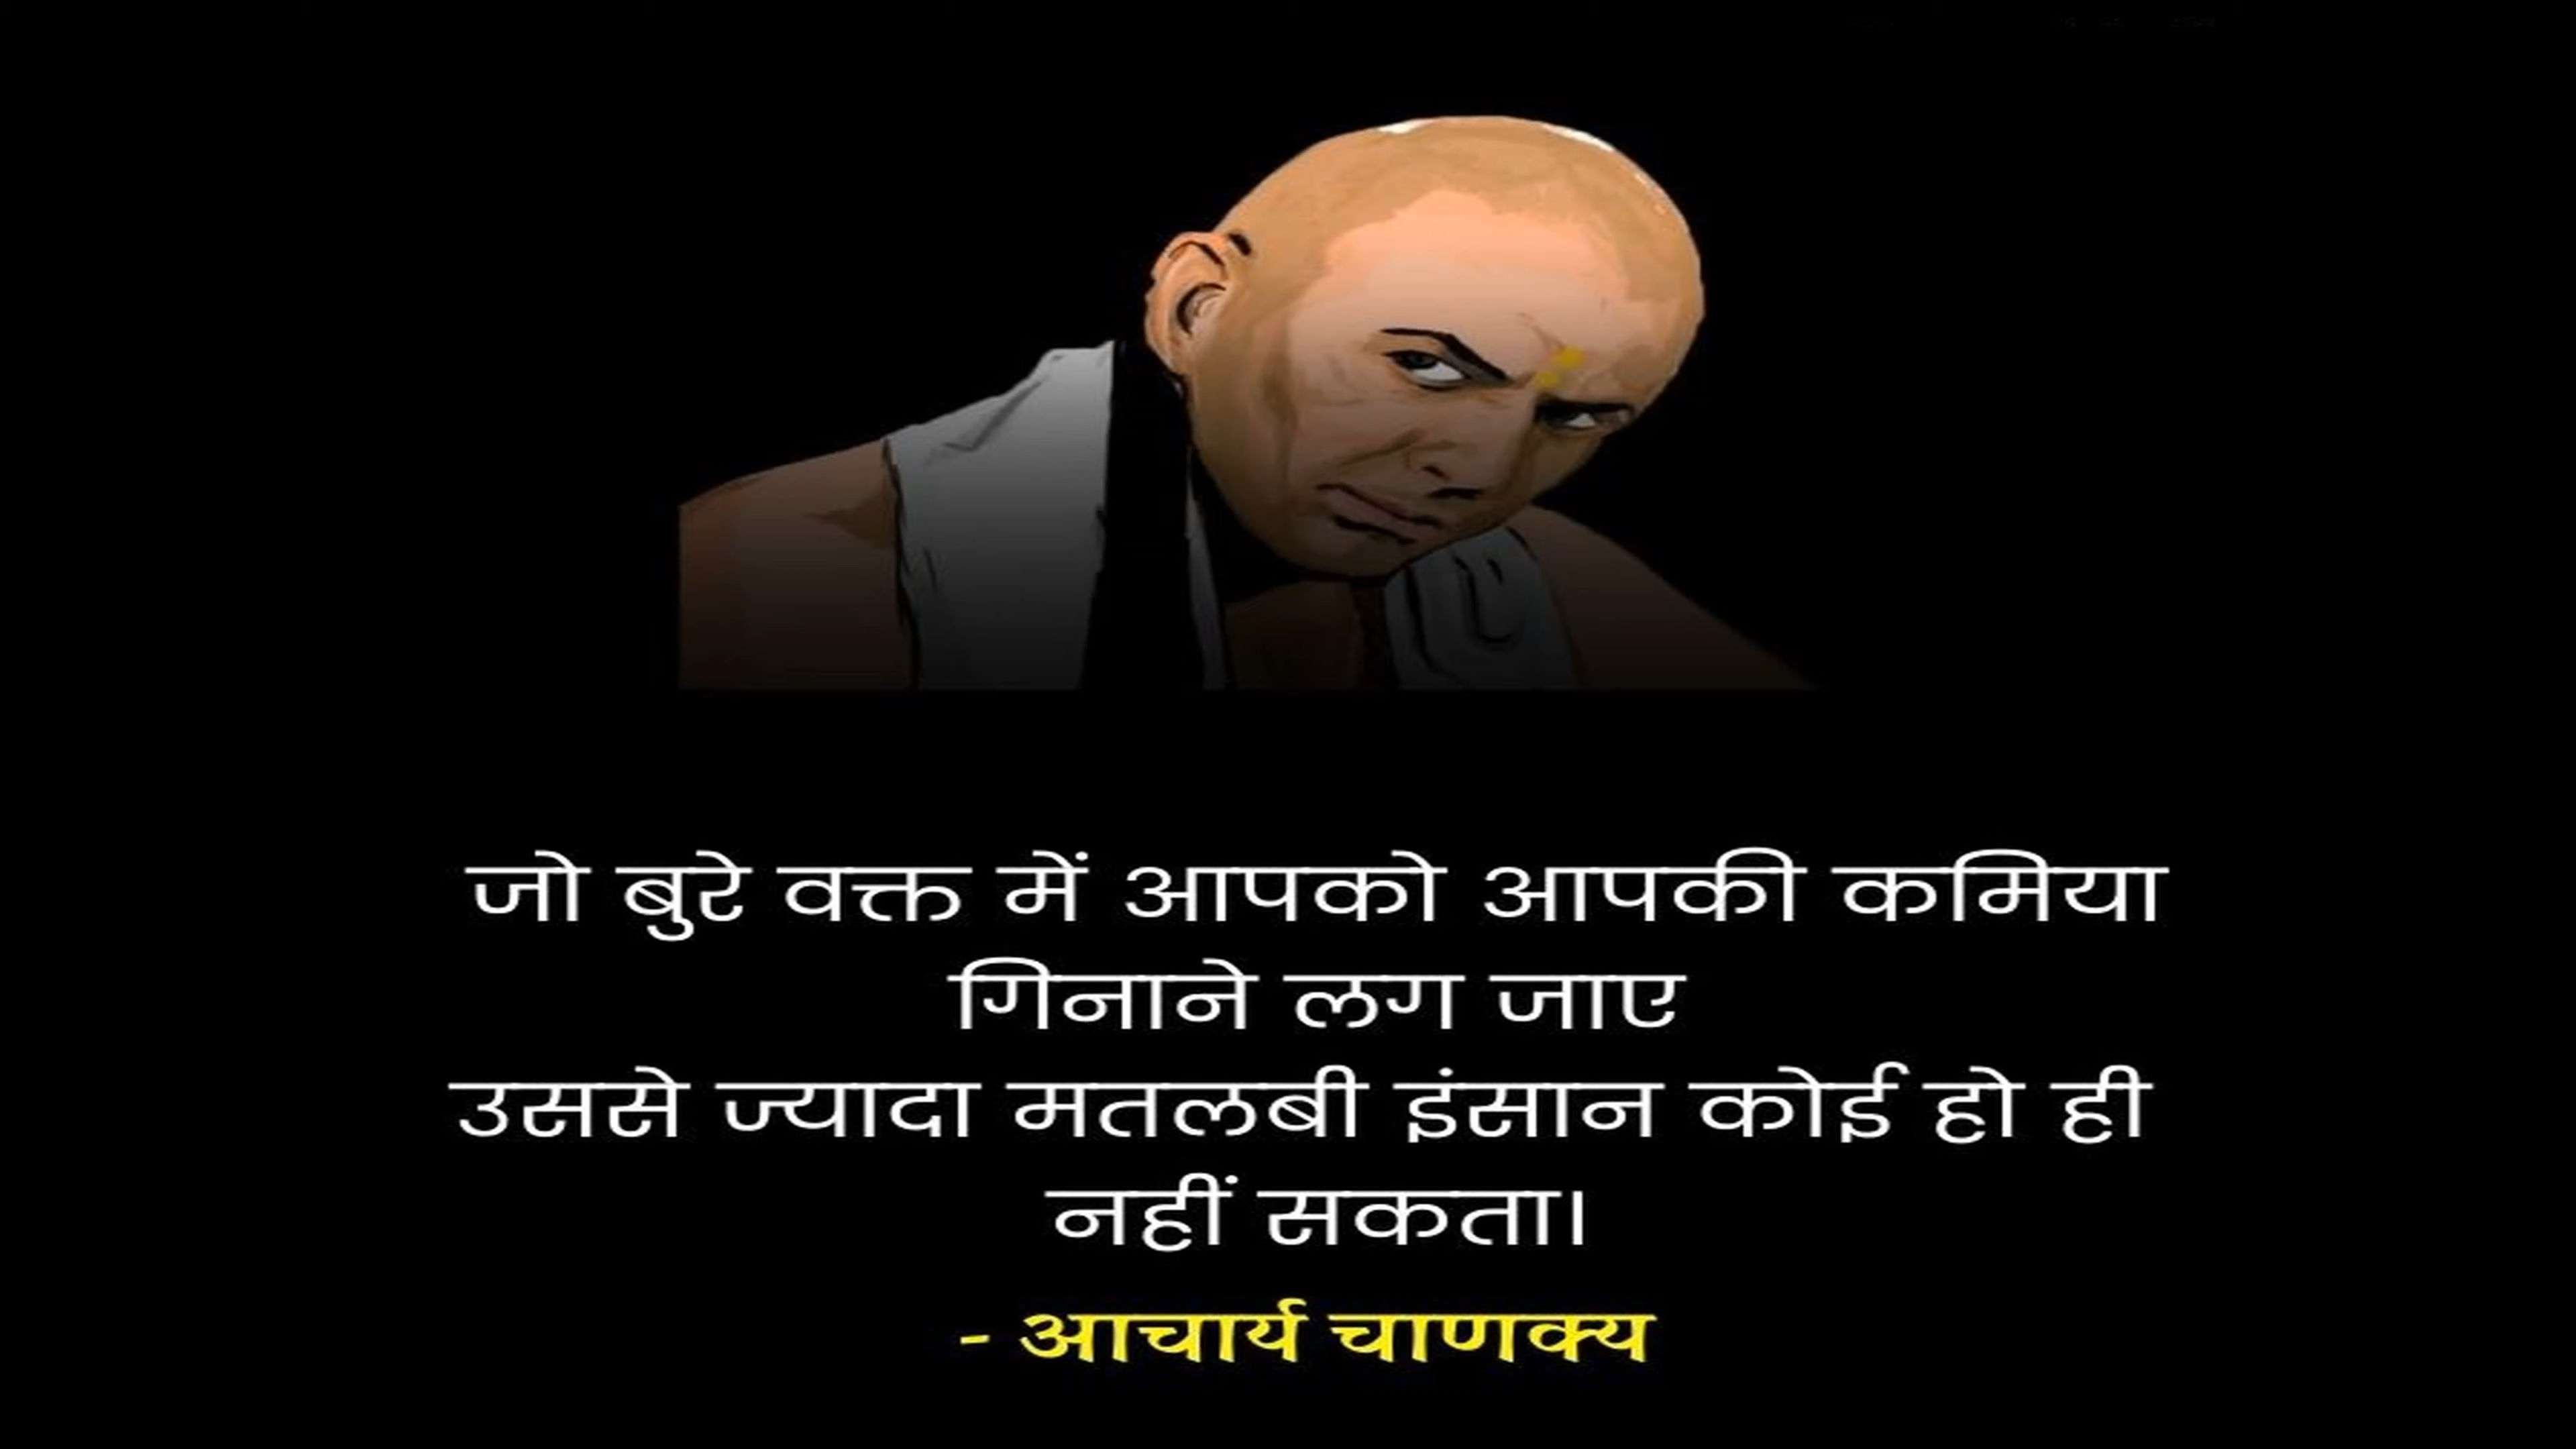 जो बुरे वक्त में आपको आपकी कमिया
गिनाने लग जाए
उससे ज्यादा मतलबी इंसान कोई हो ही
नहीं सकता।
- आचार्य चाणक्य